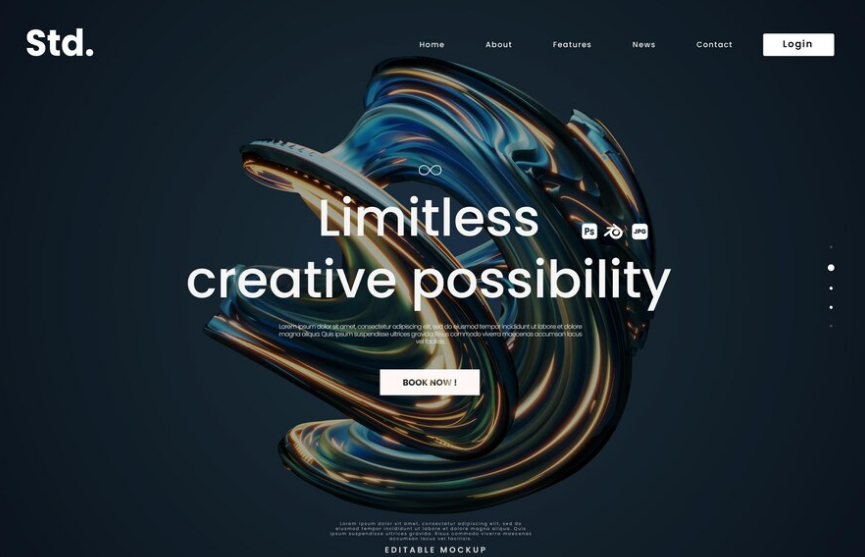 Std.
Home About Features News Contact Login
Limitless
Ps JPG
creative possibility
Lorem ipsum dolor sit amet, consectetur adipiscing elit, sed do eiusmod tempor incididunt ut labore et dolore
magna aliqua. Quis ipsum suspendisse ultrices gravida. Risus commodo viverra maecenas accumsan lacus
vel facilisis.
BOOK NOW !
Lorem ipsum dolor sit amet, consectetur adipiscing elit, sed do
eiusmod tempor incididunt ut labore et dolore magna aliqua. Quis
ipsum suspendisse ultrices gravida. Risus commodo viverra maecenas
accumsan lacus vel facilisis.
EDITABLE MOCKUP